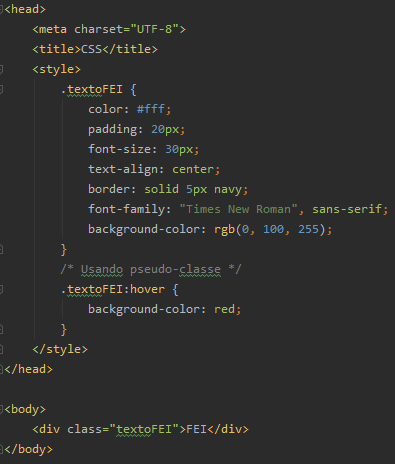 <head>
<meta charset="UTF-8">
<title>CSS</title>
<style>
.textoFEI {
color: #fff;
padding: 20px;
font-size: 30px;
text-align: center;
border: solid 5px navy;
font-family: "Times New Roman", sans-serif;
background-color: rgb(0, 100, 255);
}
/* Usando pseudo-classe */
.textoFEI:hover {
background-color: red;
}
</style>
</head>
<body>
<div class="textoFEI">FEI</div>
</body>